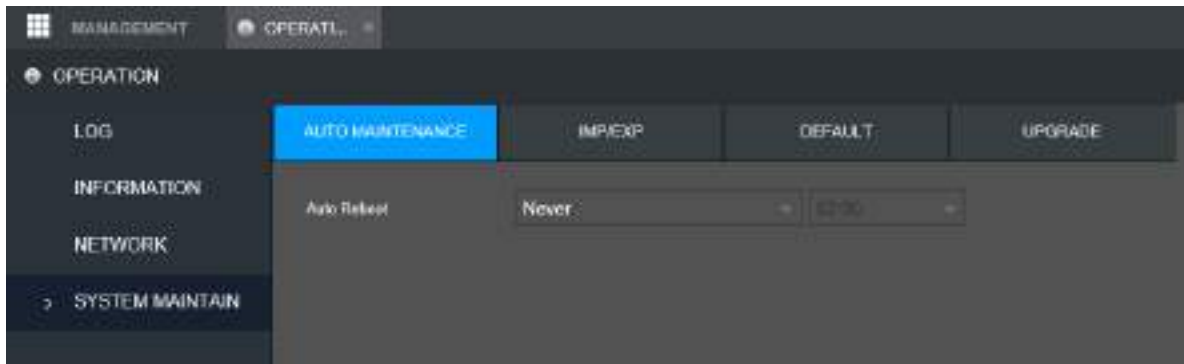 MANAGEMENT OPERATI...
OPERATION
LOG
AUTO MAINTENANCE IMP/EXP DEFAULT UPGRADE
INFORMATION
Auto Reboot Never
NETWORK
SYSTEM MAINTAIN